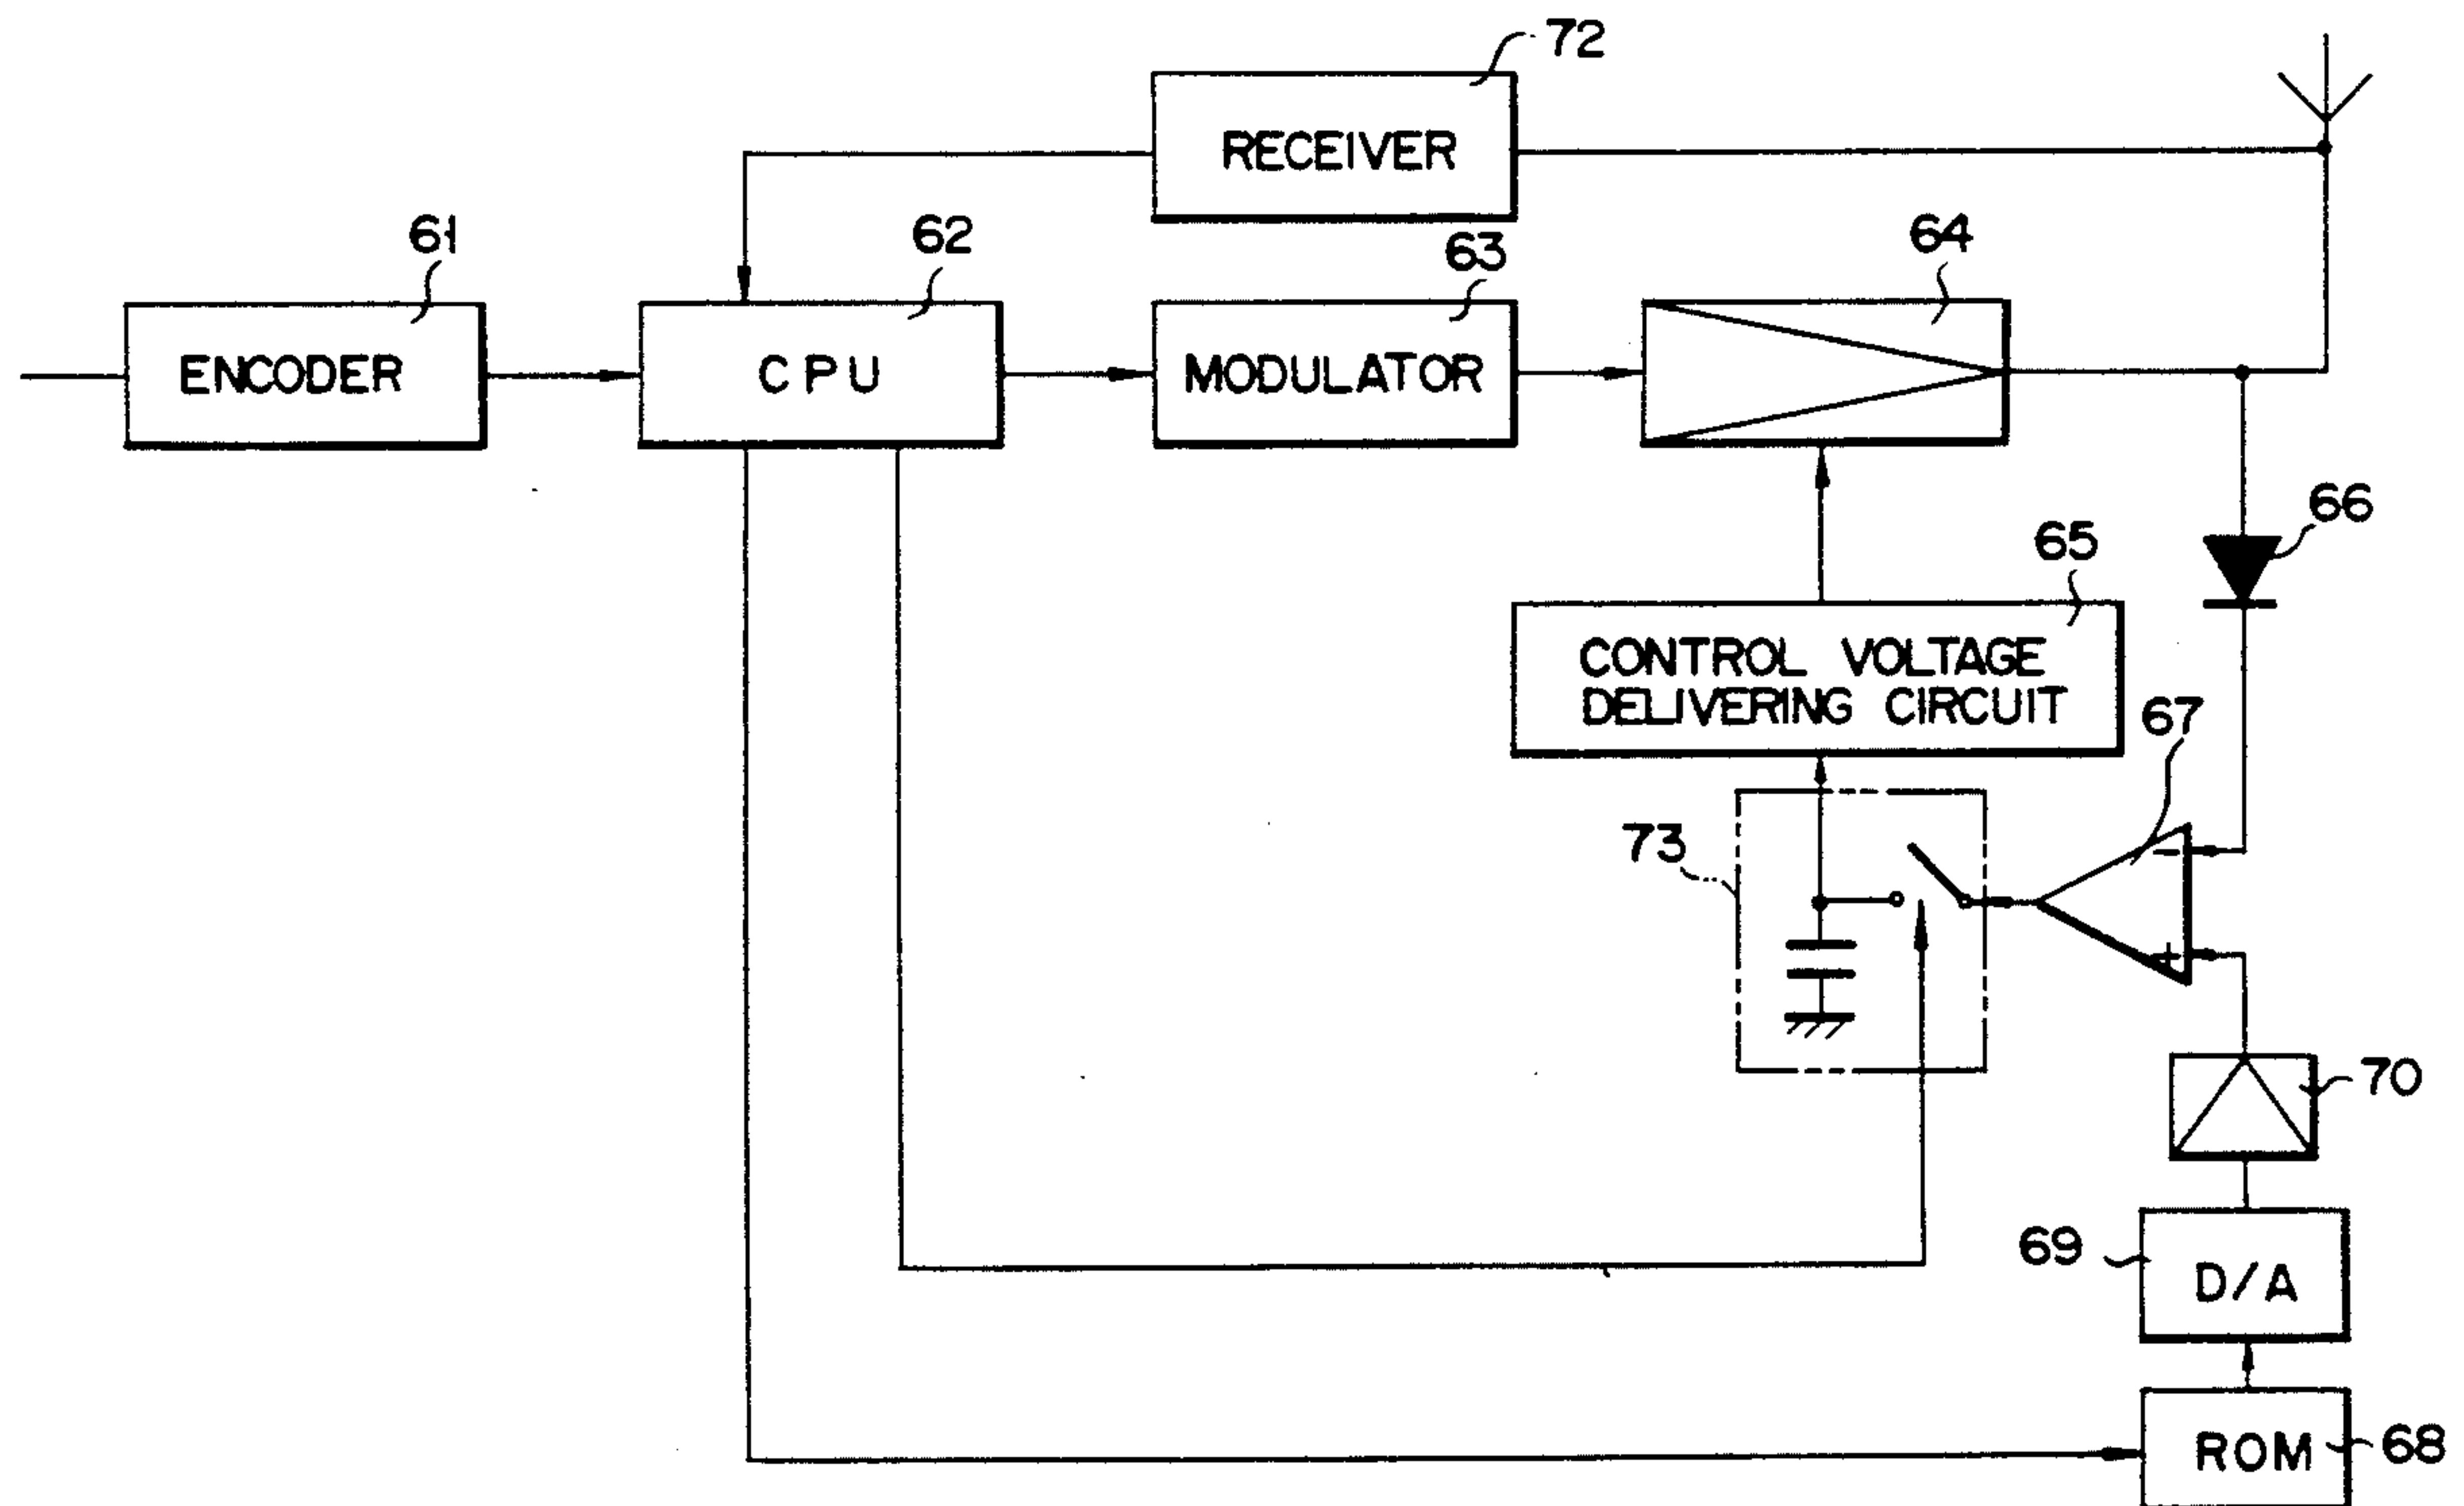 72
RECEIVER
61
62
63
64
ENCODER
CPU
MODULATOR
66
65
CONTROL VOLTAGE
DELIVERING CIRCUIT
67
73
−
+
70
69
D/A
ROM
68